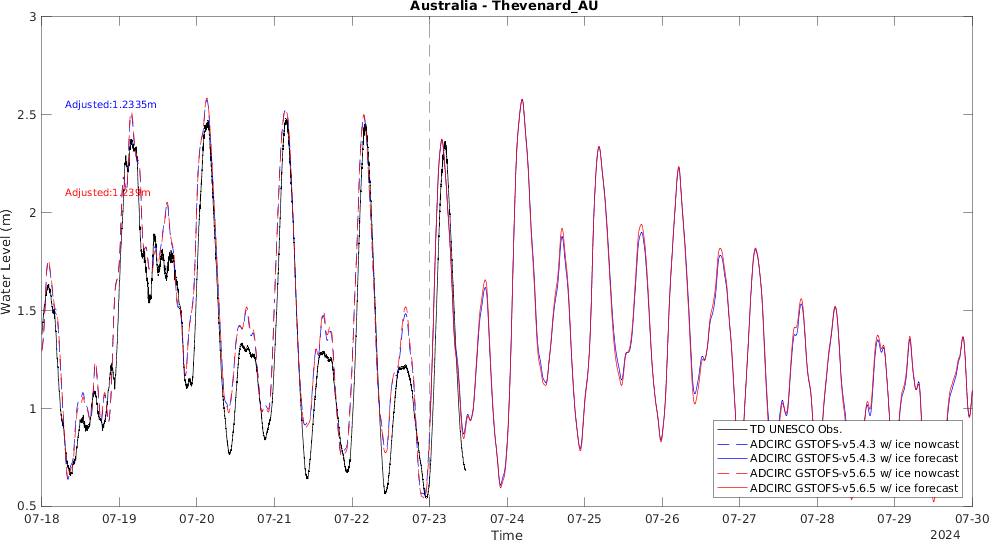 Australia - Thevenard_AU
3
2.5
2
1.5
1
0.5
Water Level (m)
Adjusted:1.2335m
Adjusted:1.239m
TD UNESCO Obs.
ADCIRC GSTOFS-v5.4.3 w/ ice nowcast
ADCIRC GSTOFS-v5.4.3 w/ ice forecast
ADCIRC GSTOFS-v5.6.5 w/ ice nowcast
ADCIRC GSTOFS-v5.6.5 w/ ice forecast
07-18 07-19 07-20 07-21 07-22 07-23 07-24 07-25 07-26 07-27 07-28 07-29 07-30
Time
2024